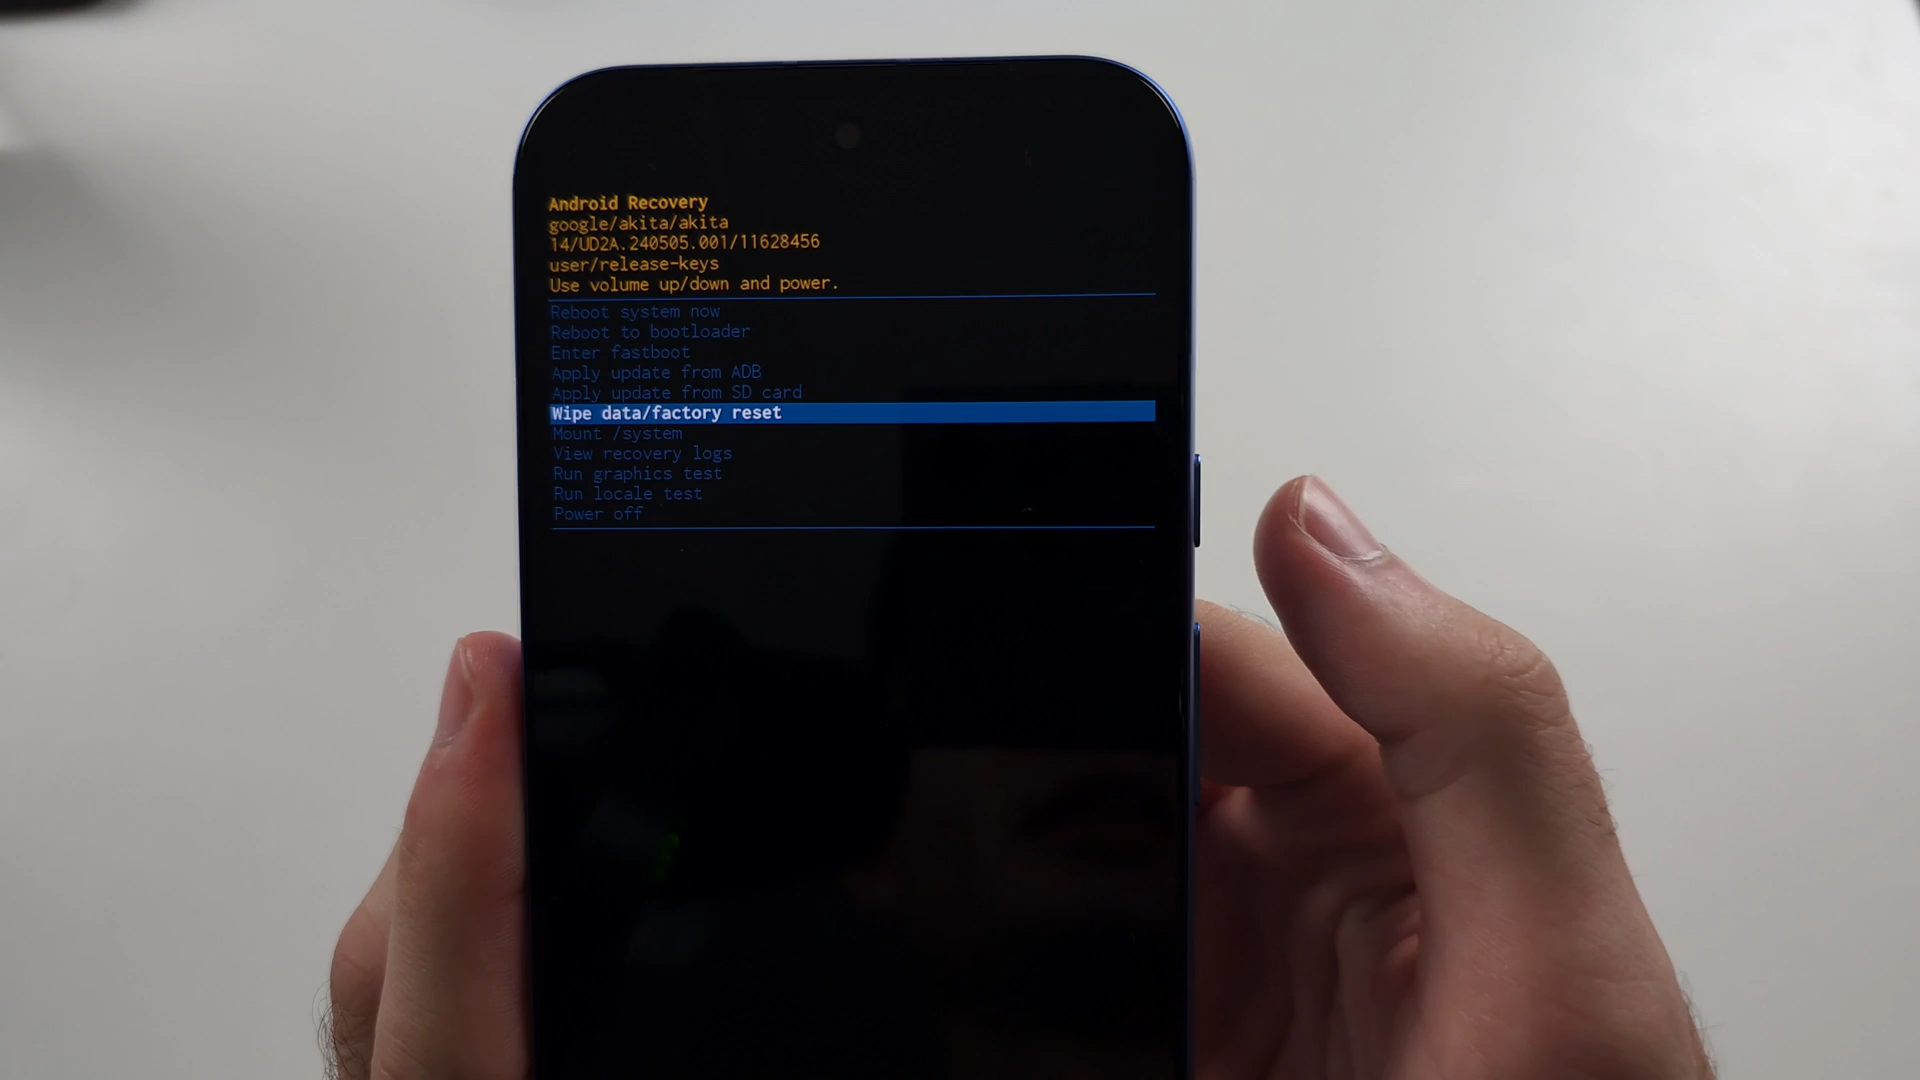 Android Recovery
google/akita/akita
14/UD2A.240505.001/11628456
user/release-keys
Use volume up/down and power.
Reboot system now
Reboot to bootloader
Enter fastboot
Apply update from ADB
Apply update from SD card
Wipe data/factory reset
Mount /system
View recovery logs
Run graphics test
Run locale test
Power off